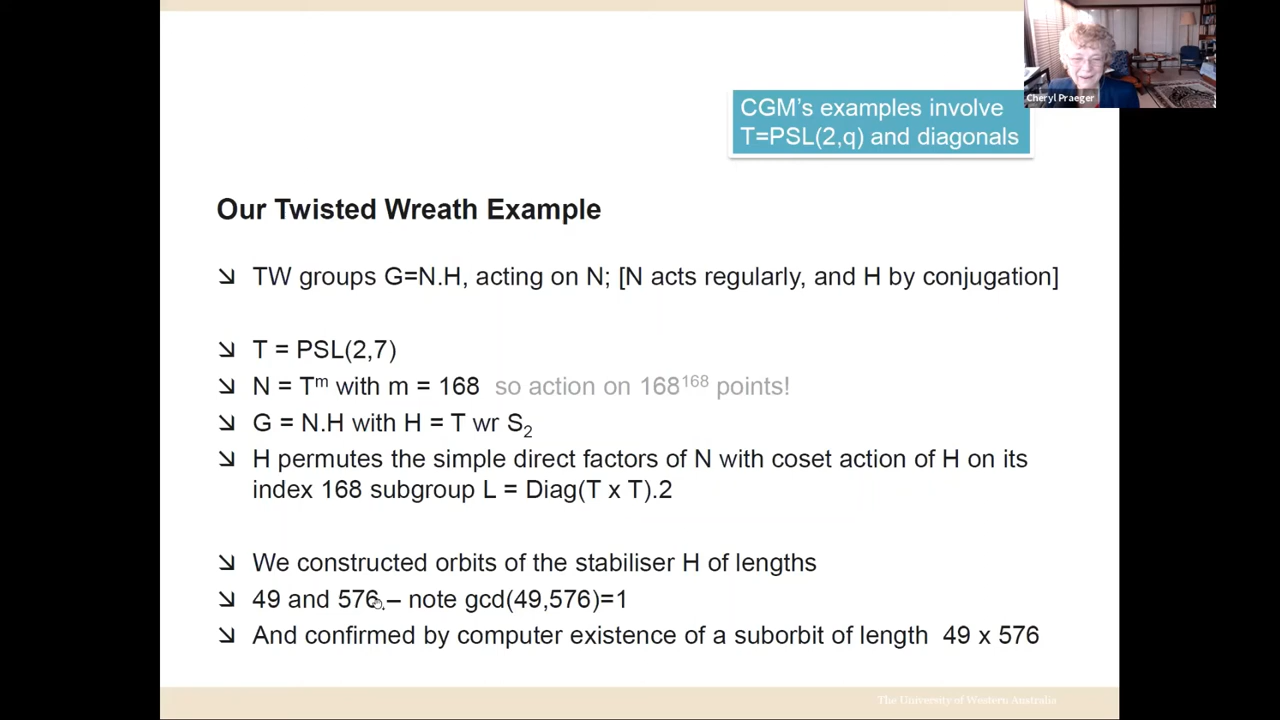 Cheryl Praeger
CGM's examples involve
T=PSL(2,q) and diagonals
Our Twisted Wreath Example
TW groups G=N.H, acting on N; [N acts regularly, and H by conjugation]
T = PSL(2,7)
N = Tᵐ with m = 168 so action on 168¹⁶⁸ points!
G = N.H with H = T wr S₂
H permutes the simple direct factors of N with coset action of H on its
index 168 subgroup L = Diag(T x T).2
We constructed orbits of the stabiliser H of lengths
49 and 576 – note gcd(49,576)=1
And confirmed by computer existence of a suborbit of length 49 x 576
The University of Western Australia